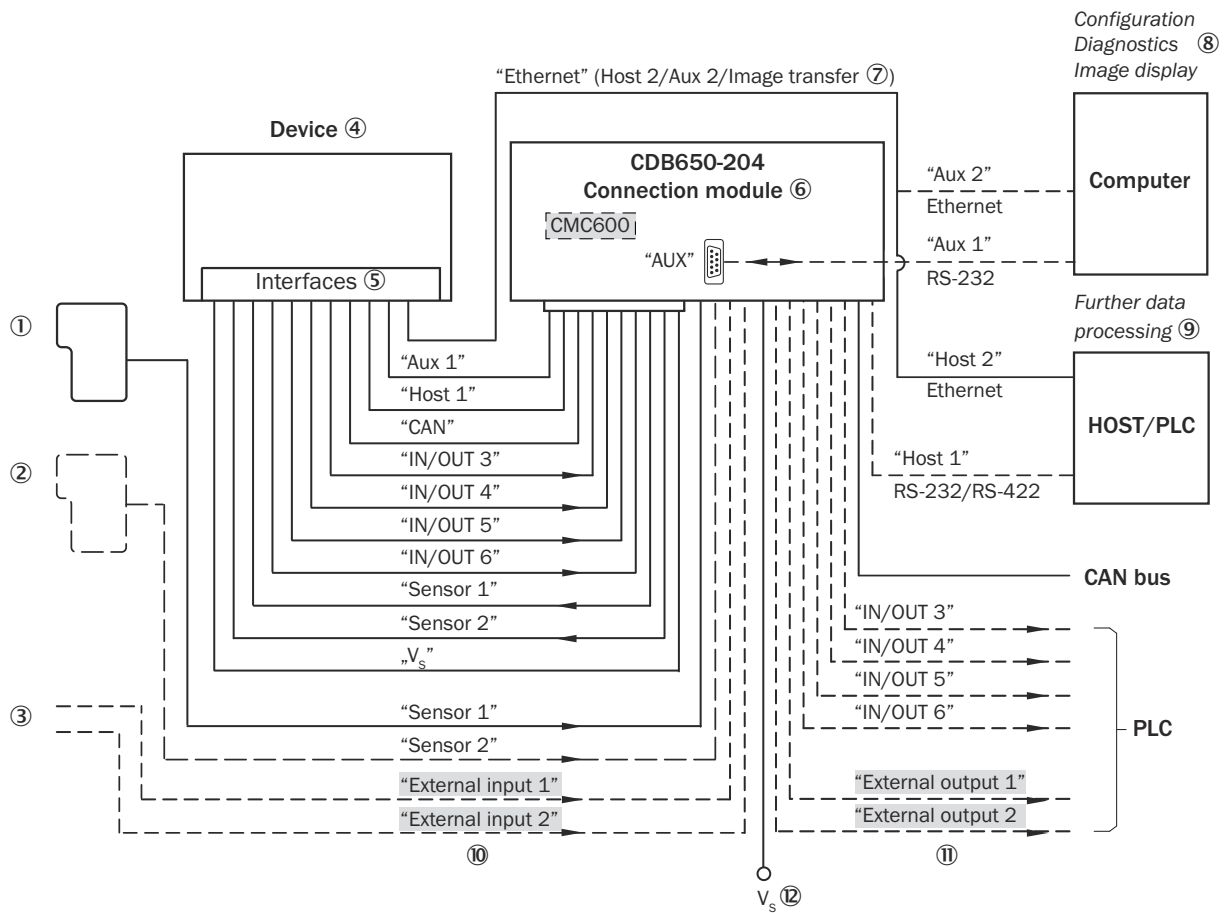 Configuration
Diagnostics ⑧
Image display
“Ethernet” (Host 2/Aux 2/Image transfer ⑦)
Device ④
CDB650-204
Connection module ⑥
CMC600
“AUX”
“Aux 2”
Ethernet
Computer
“Aux 1”
RS-232
Interfaces ⑤
Further data
processing ⑨
①
“Aux 1”
“Host 1”
“CAN”
“IN/OUT 3”
“IN/OUT 4”
“IN/OUT 5”
“IN/OUT 6”
“Sensor 1”
“Sensor 2”
„Vs”
“Host 2”
Ethernet
HOST/PLC
“Host 1”
RS-232/RS-422
②
CAN bus
“IN/OUT 3”
“IN/OUT 4”
“IN/OUT 5”
“IN/OUT 6”
PLC
③
“Sensor 1”
“Sensor 2”
“External input 1”
“External input 2”
⑩
“External output 1”
“External output 2
⑪
Vs ⑫